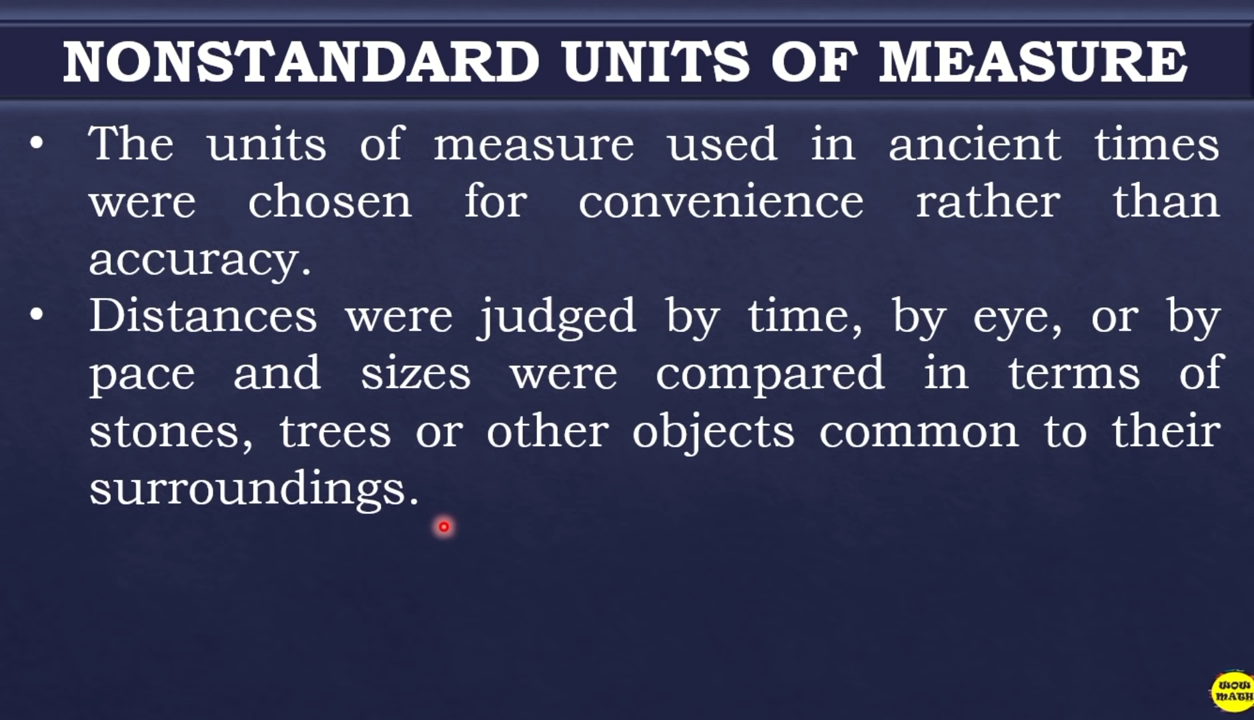 NONSTANDARD UNITS OF MEASURE
• The units of measure used in ancient times
were chosen for convenience rather than
accuracy.
• Distances were judged by time, by eye, or by
pace and sizes were compared in terms of
stones, trees or other objects common to their
surroundings.
WOW
MATH